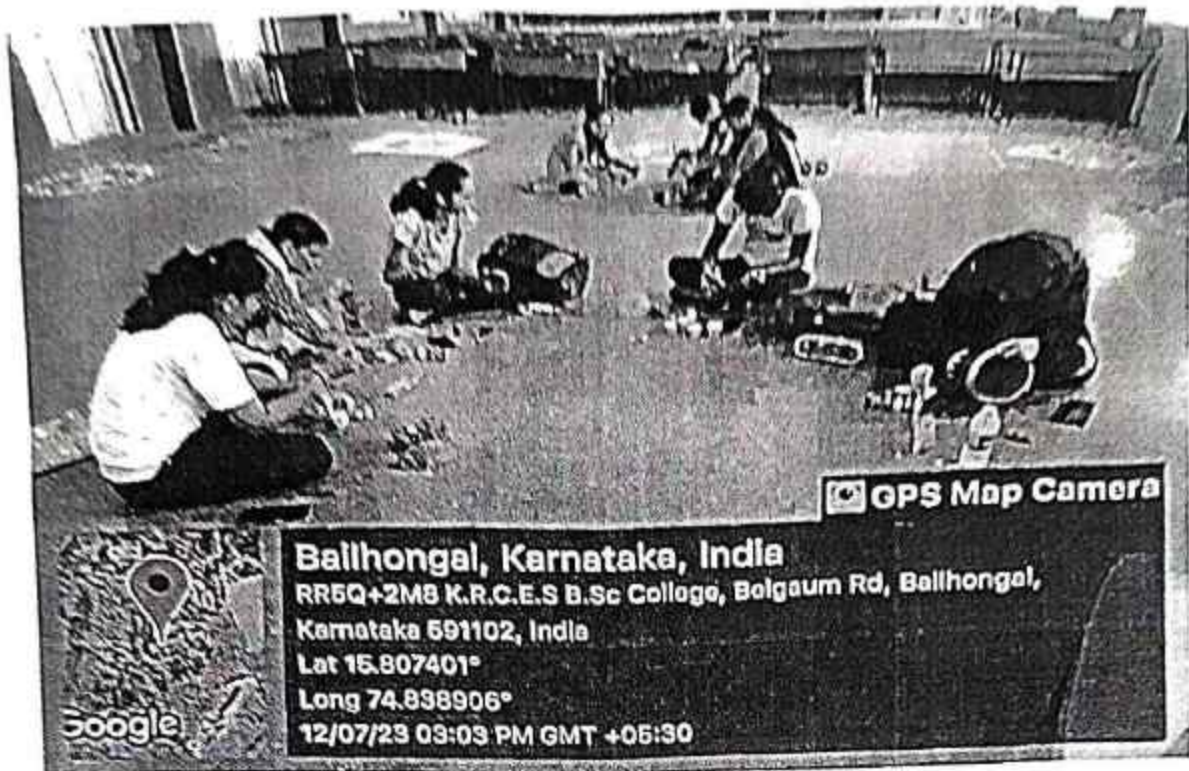 GPS Map Camera
Bailhongal, Karnataka, India
RR5Q+2M8 K.R.C.E.S B.Sc College, Belgaum Rd, Bailhongal,
Karnataka 591102, India
Lat 15.807401°
Long 74.838906°
12/07/23 03:03 PM GMT +05:30
Google